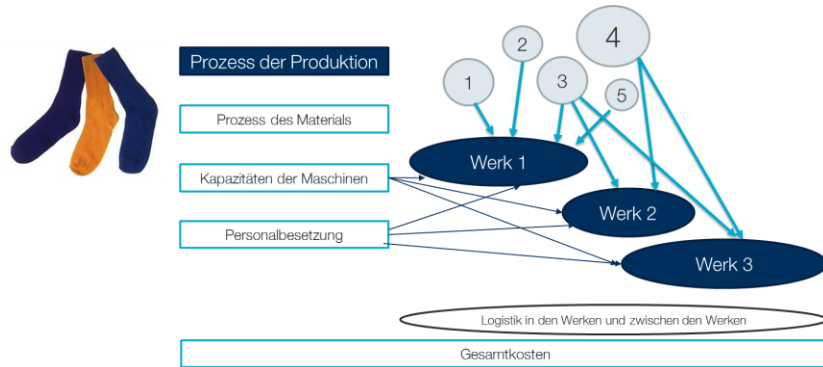 Prozess der Produktion
Prozess des Materials
Kapazitäten der Maschinen
Personalbesetzung
1
2
3
4
5
Werk 1
Werk 2
Werk 3
Logistik in den Werken und zwischen den Werken
Gesamtkosten